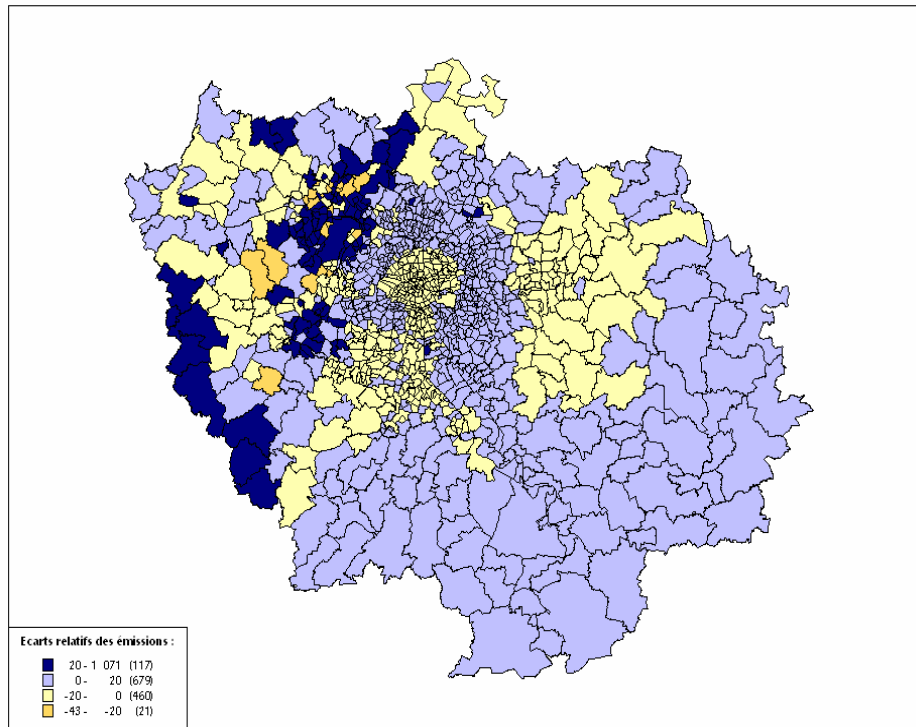 Ecarts relatifs des émissions :
20 - 1 071 (117)
0 - 20 (679)
-20 - 0 (460)
-43 - -20 (21)